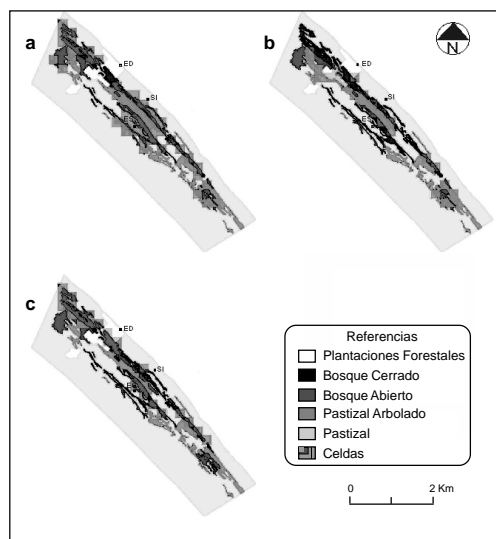 a
b
N
ED
SI
ES
ED
SI
ES
c
ED
SI
Referencias
Plantaciones Forestales
Bosque Cerrado
Bosque Abierto
Pastizal Arbolado
Pastizal
Celdas
0 2 Km